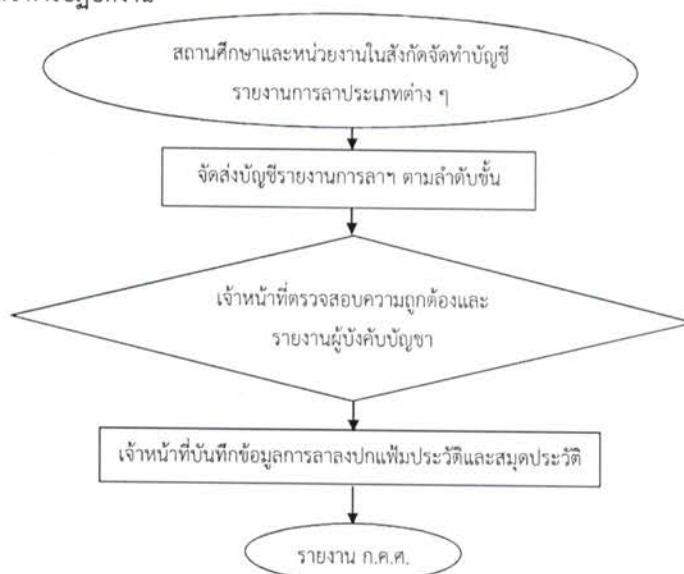 สถานศึกษาและหน่วยงานในสังกัดจัดทำบัญชี
รายงานการลาประเภทต่าง ๆ
จัดส่งบัญชีรายงานการลาฯ ตามลำดับขั้น
เจ้าหน้าที่ตรวจสอบความถูกต้องและ
รายงานผู้บังคับบัญชา
เจ้าหน้าที่บันทึกข้อมูลการลาลงปกแฟ้มประวัติและสมุดประวัติ
รายงาน ก.ค.ศ.